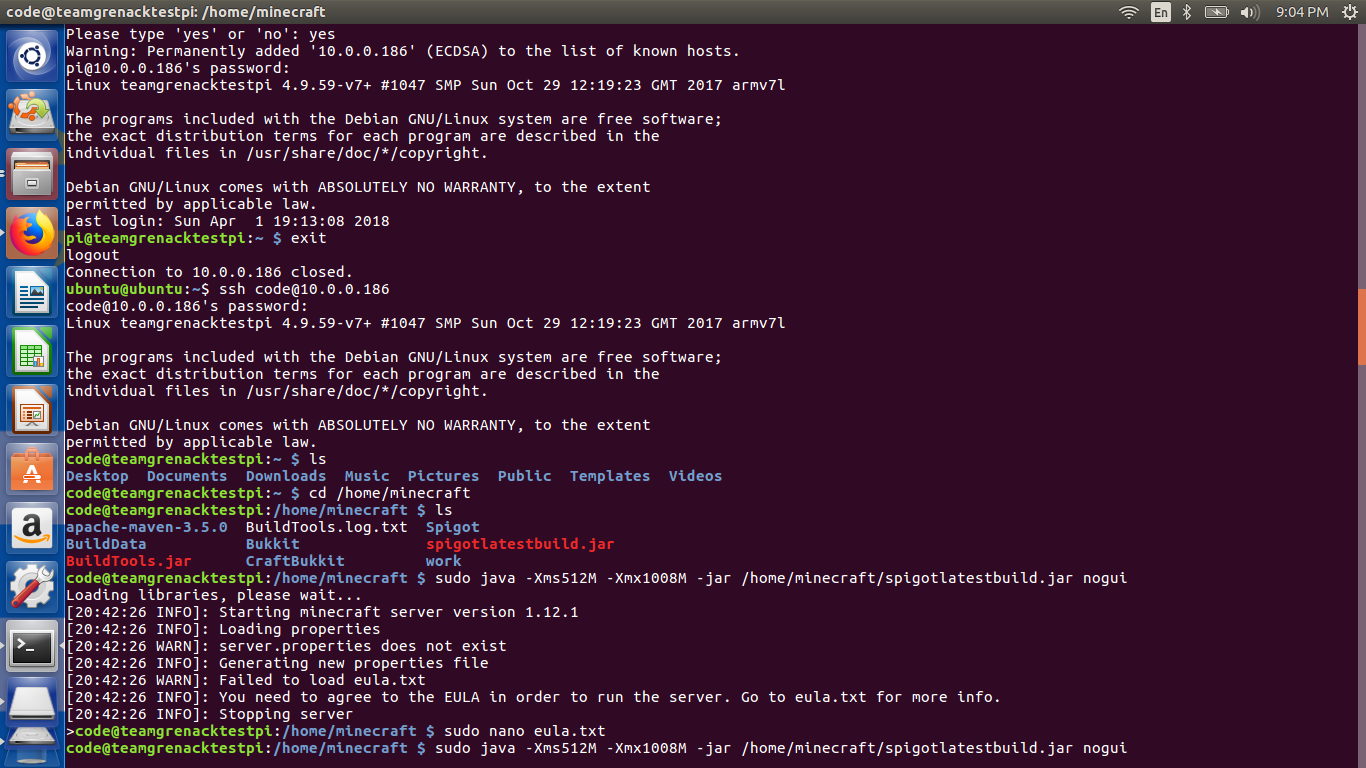 code@teamgrenacktestpi: /home/minecraft
En
9:04 PM
Please type 'yes' or 'no': yes
Warning: Permanently added '10.0.0.186' (ECDSA) to the list of known hosts.
pi@10.0.0.186's password:
Linux teamgrenacktestpi 4.9.59-v7+ #1047 SMP Sun Oct 29 12:19:23 GMT 2017 armv7l

The programs included with the Debian GNU/Linux system are free software;
the exact distribution terms for each program are described in the
individual files in /usr/share/doc/*/copyright.

Debian GNU/Linux comes with ABSOLUTELY NO WARRANTY, to the extent
permitted by applicable law.
Last login: Sun Apr  1 19:13:08 2018
pi@teamgrenacktestpi:~ $ exit
logout
Connection to 10.0.0.186 closed.
ubuntu@ubuntu:~$ ssh code@10.0.0.186
code@10.0.0.186's password:
Linux teamgrenacktestpi 4.9.59-v7+ #1047 SMP Sun Oct 29 12:19:23 GMT 2017 armv7l

The programs included with the Debian GNU/Linux system are free software;
the exact distribution terms for each program are described in the
individual files in /usr/share/doc/*/copyright.

Debian GNU/Linux comes with ABSOLUTELY NO WARRANTY, to the extent
permitted by applicable law.
code@teamgrenacktestpi:~ $ ls
Desktop  Documents  Downloads  Music  Pictures  Public  Templates  Videos
code@teamgrenacktestpi:~ $ cd /home/minecraft
code@teamgrenacktestpi:/home/minecraft $ ls
apache-maven-3.5.0  BuildTools.log.txt  Spigot
BuildData           Bukkit              spigotlatestbuild.jar
BuildTools.jar      CraftBukkit         work
code@teamgrenacktestpi:/home/minecraft $ sudo java -Xms512M -Xmx1008M -jar /home/minecraft/spigotlatestbuild.jar nogui
Loading libraries, please wait...
[20:42:26 INFO]: Starting minecraft server version 1.12.1
[20:42:26 INFO]: Loading properties
[20:42:26 WARN]: server.properties does not exist
[20:42:26 INFO]: Generating new properties file
[20:42:26 WARN]: Failed to load eula.txt
[20:42:26 INFO]: You need to agree to the EULA in order to run the server. Go to eula.txt for more info.
[20:42:26 INFO]: Stopping server
>code@teamgrenacktestpi:/home/minecraft $ sudo nano eula.txt
code@teamgrenacktestpi:/home/minecraft $ sudo java -Xms512M -Xmx1008M -jar /home/minecraft/spigotlatestbuild.jar nogui